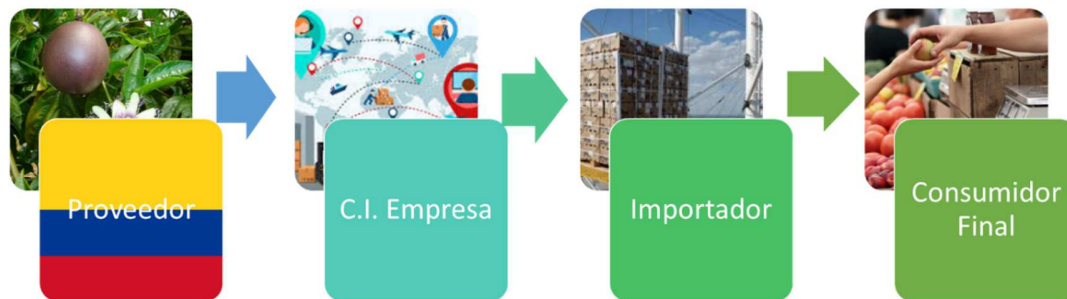 Proveedor
C.I. Empresa
Importador
Consumidor
Final